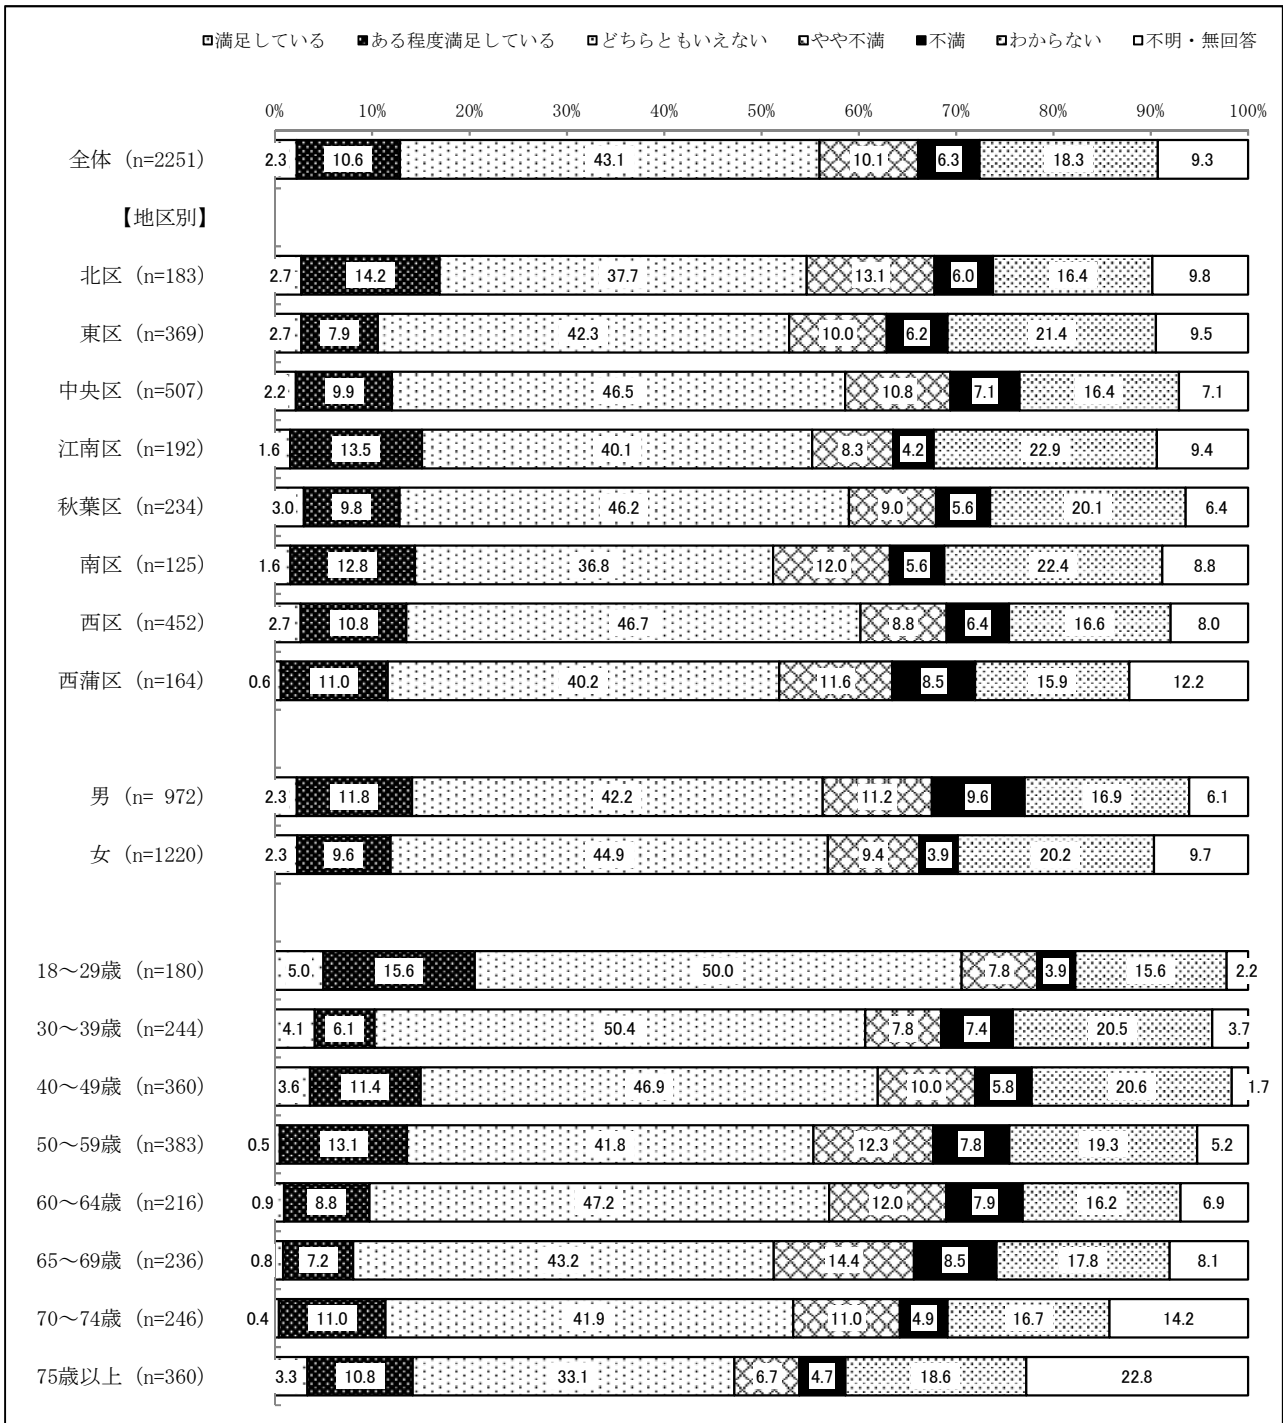 満足している ある程度満足している どちらともいえない やや不満 不満 わからない 不明・無回答
0% 10% 20% 30% 40% 50% 60% 70% 80% 90% 100%
全体 (n=2251) 2.3 10.6 43.1 10.1 6.3 18.3 9.3
【地区別】
北区 (n=183) 2.7 14.2 37.7 13.1 6.0 16.4 9.8
東区 (n=369) 2.7 7.9 42.3 10.0 6.2 21.4 9.5
中央区 (n=507) 2.2 9.9 46.5 10.8 7.1 16.4 7.1
江南区 (n=192) 1.6 13.5 40.1 8.3 4.2 22.9 9.4
秋葉区 (n=234) 3.0 9.8 46.2 9.0 5.6 20.1 6.4
南区 (n=125) 1.6 12.8 36.8 12.0 5.6 22.4 8.8
西区 (n=452) 2.7 10.8 46.7 8.8 6.4 16.6 8.0
西蒲区 (n=164) 0.6 11.0 40.2 11.6 8.5 15.9 12.2
男 (n= 972) 2.3 11.8 42.2 11.2 9.6 16.9 6.1
女 (n=1220) 2.3 9.6 44.9 9.4 3.9 20.2 9.7
18～29歳 (n=180) 5.0 15.6 50.0 7.8 3.9 15.6 2.2
30～39歳 (n=244) 4.1 6.1 50.4 7.8 7.4 20.5 3.7
40～49歳 (n=360) 3.6 11.4 46.9 10.0 5.8 20.6 1.7
50～59歳 (n=383) 0.5 13.1 41.8 12.3 7.8 19.3 5.2
60～64歳 (n=216) 0.9 8.8 47.2 12.0 7.9 16.2 6.9
65～69歳 (n=236) 0.8 7.2 43.2 14.4 8.5 17.8 8.1
70～74歳 (n=246) 0.4 11.0 41.9 11.0 4.9 16.7 14.2
75歳以上 (n=360) 3.3 10.8 33.1 6.7 4.7 18.6 22.8